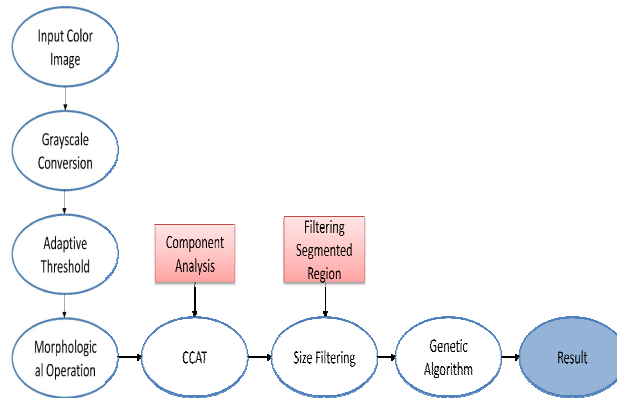 Input Color
Image
Grayscale
Conversion
Adaptive
Threshold
Component
Analysis
Filtering
Segmented
Region
Morphologic
al Operation
CCAT
Size Filtering
Genetic
Algorithm
Result